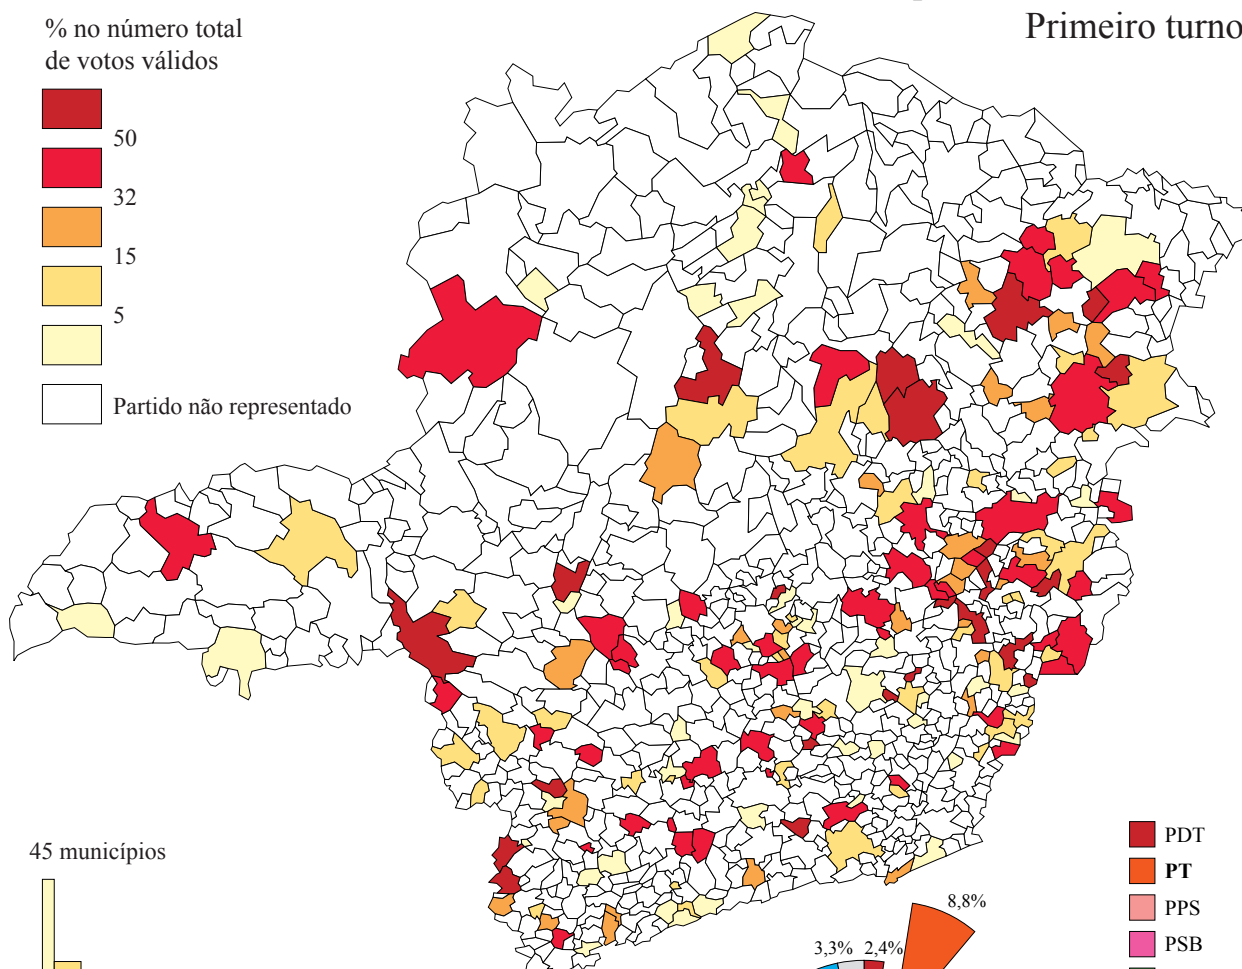 Primeiro turno
% no número total
de votos válidos
50
32
15
5
Partido não representado
45 municípios
PDT
PT
PPS
PSB
8,8%
3,3%
2,4%